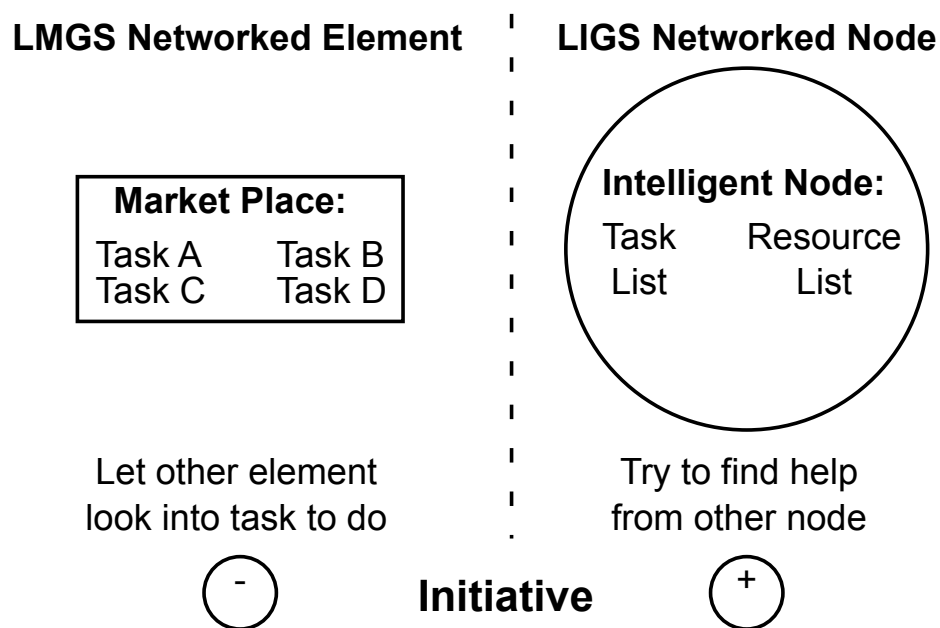 LMGS Networked Element
Market Place:
Task A Task B
Task C Task D
Let other element
look into task to do
-
LIGS Networked Node
Intelligent Node:
Task Resource
List List
Try to find help
from other node
+
Initiative